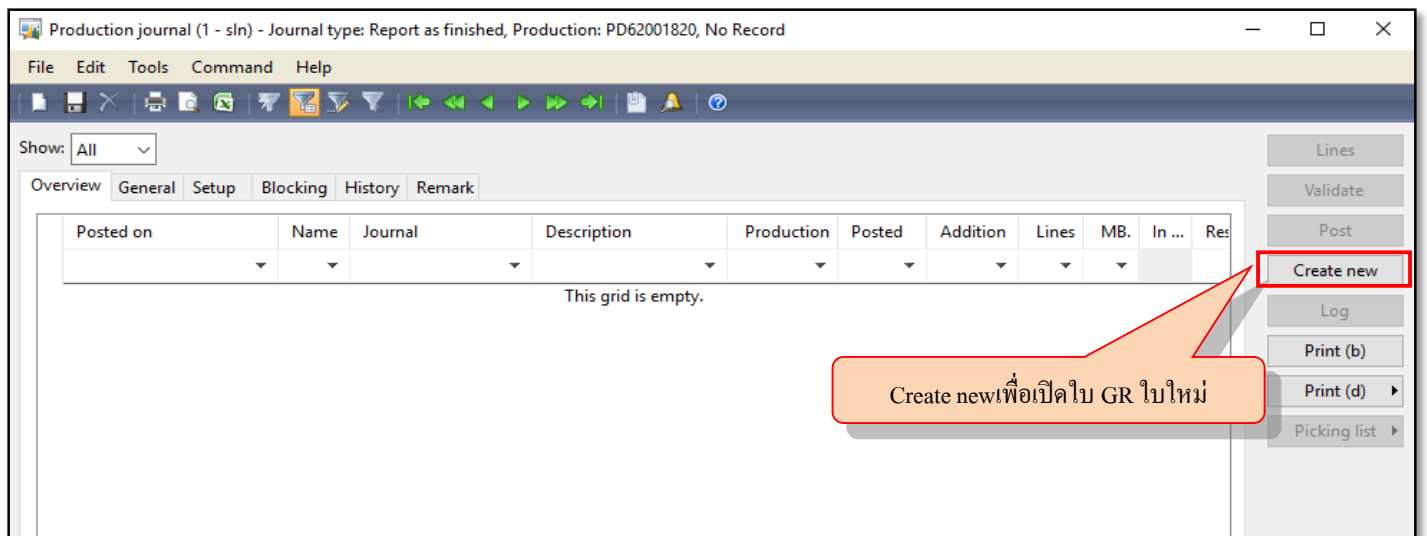 Production journal (1 - sln) - Journal type: Report as finished, Production: PD62001820, No Record
File Edit Tools Command Help
Show: All
Overview General Setup Blocking History Remark
Posted on Name Journal Description Production Posted Addition Lines MB. In ... Res
This grid is empty.
Lines
Validate
Post
Create new
Log
Print (b)
Print (d)
Picking list
Create newเพื่อเปิดใบ GR ใบใหม่